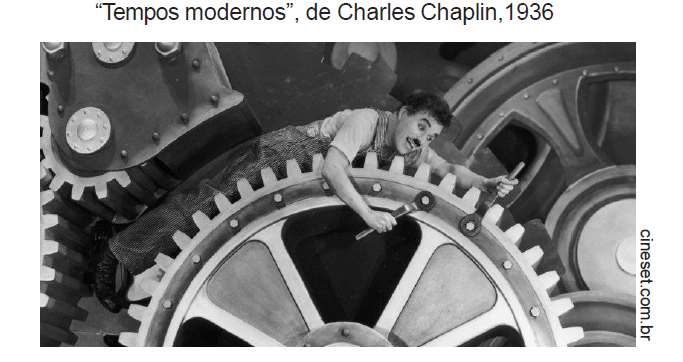 “Tempos modernos”, de Charles Chaplin,1936
cineset.com.br